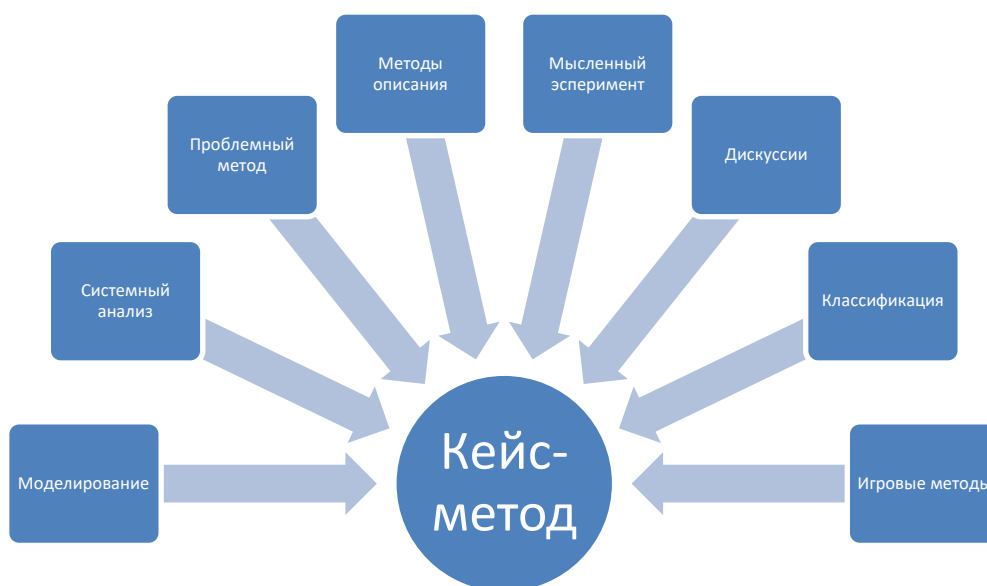 Методы
описания
Мысленный
эсперимент
Проблемный
метод
Дискуссии
Системный
анализ
Классификация
Моделирование
Кейс-
метод
Игровые методы